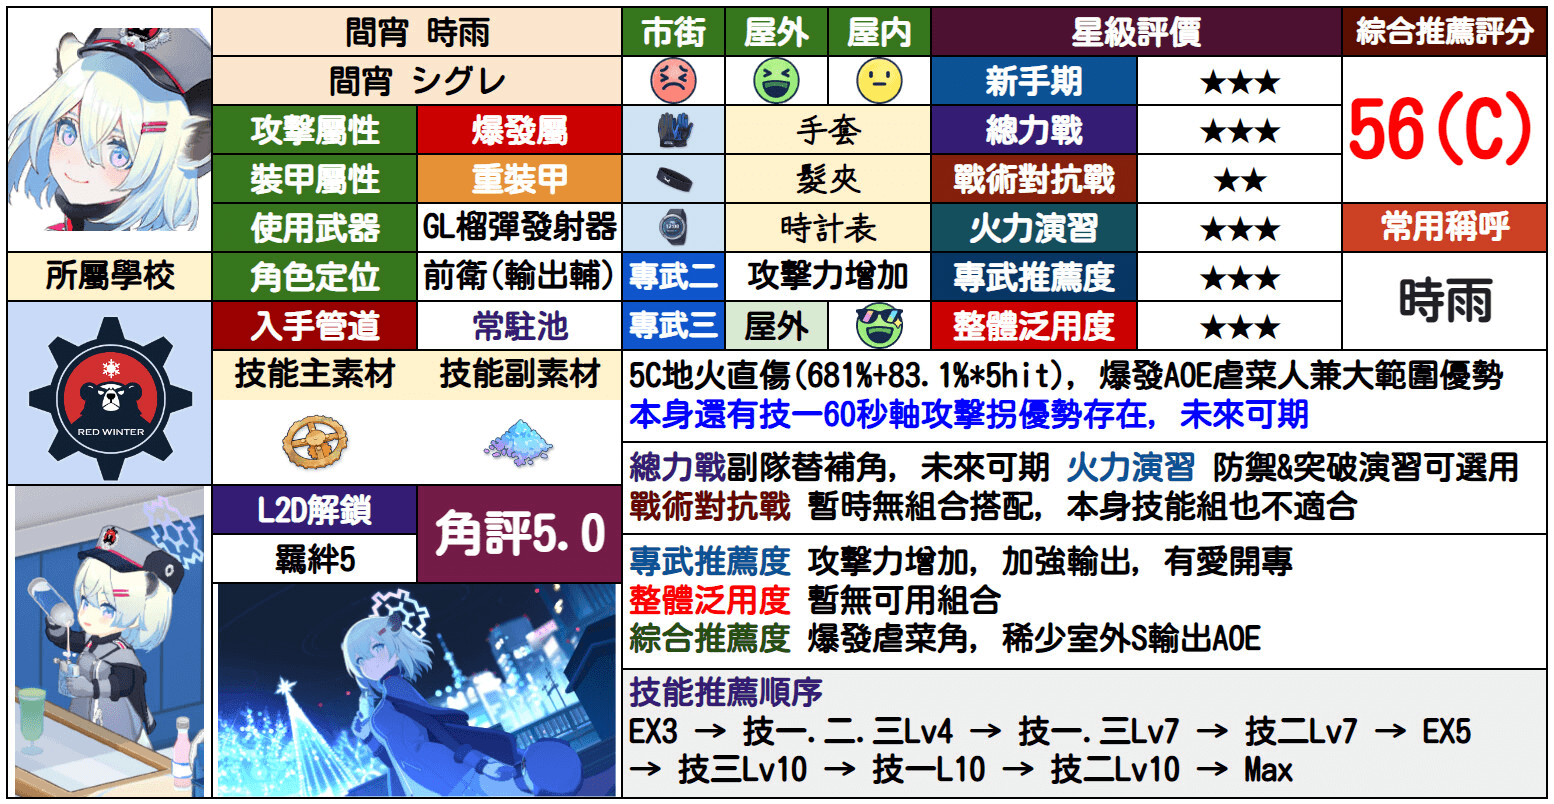 間宵 時雨
市街
屋外
屋内
星級評價
綜合推薦評分
間宵 シグレ
新手期
★★★
56(C)
攻擊屬性
爆發屬
手套
總力戰
★★★
裝甲屬性
重裝甲
髮夾
戰術對抗戰
★★
使用武器
GL榴彈發射器
時計表
火力演習
★★★
常用稱呼
所屬學校
角色定位
前衛(輸出輔)
專武二
攻擊力增加
專武推薦度
★★★
時雨
入手管道
常駐池
專武三
屋外
整體泛用度
★★★
RED WINTER
技能主素材
技能副素材
5C地火直傷(681%+83.1%*5hit), 爆發AOE虐菜人兼大範圍優勢
本身還有技一60秒軸攻擊拐優勢存在, 未來可期
總力戰副隊替補角, 未來可期 火力演習 防禦&突破演習可選用
戰術對抗戰 暫時無組合搭配, 本身技能組也不適合
L2D解鎖
角評5.0
羈絆5
專武推薦度 攻擊力增加, 加強輸出, 有愛開專
整體泛用度 暫無可用組合
綜合推薦度 爆發虐菜角, 稀少室外S輸出AOE
技能推薦順序
EX3 → 技一.二.三Lv4 → 技一.三Lv7 → 技二Lv7 → EX5
→ 技三Lv10 → 技一L10 → 技二Lv10 → Max